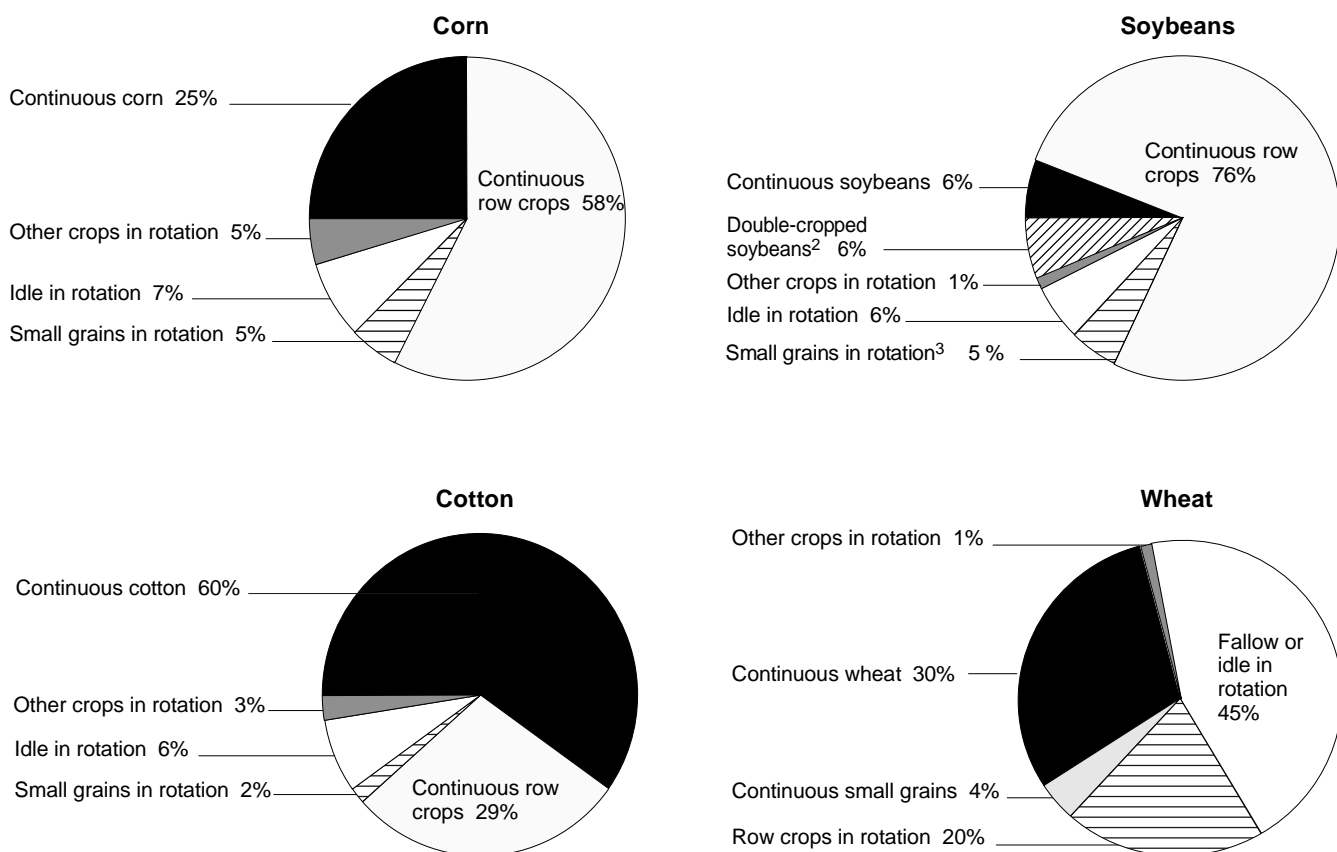 Corn
Continuous corn 25%
Continuous
row crops 58%
Other crops in rotation 5%
Idle in rotation 7%
Small grains in rotation 5%
Soybeans
Continuous row
crops 76%
Continuous soybeans 6%
Double-cropped
soybeans2 6%
Other crops in rotation 1%
Idle in rotation 6%
Small grains in rotation3 5 %
Cotton
Continuous cotton 60%
Other crops in rotation 3%
Idle in rotation 6%
Small grains in rotation 2%
Continuous row
crops 29%
Wheat
Other crops in rotation 1%
Fallow or
idle in
rotation
45%
Continuous wheat 30%
Continuous small grains 4%
Row crops in rotation 20%